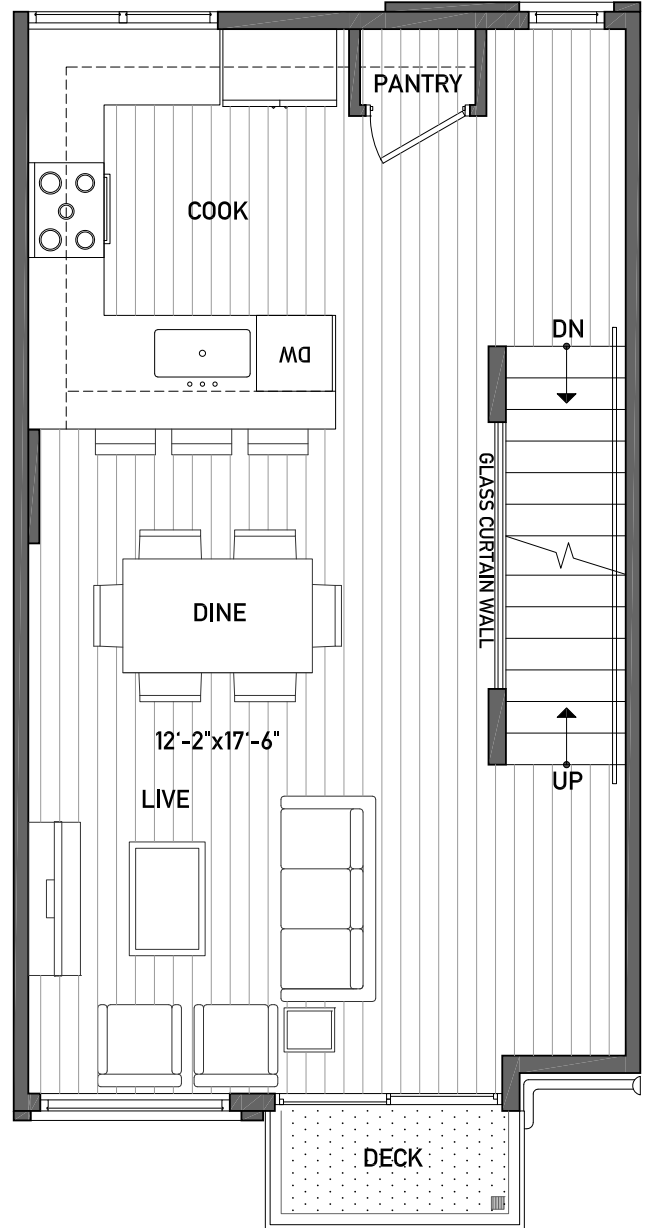 PANTRY
COOK
DN
DW
GLASS CURTAIN WALL
DINE
12'-2"x17'-6"
UP
LIVE
DECK